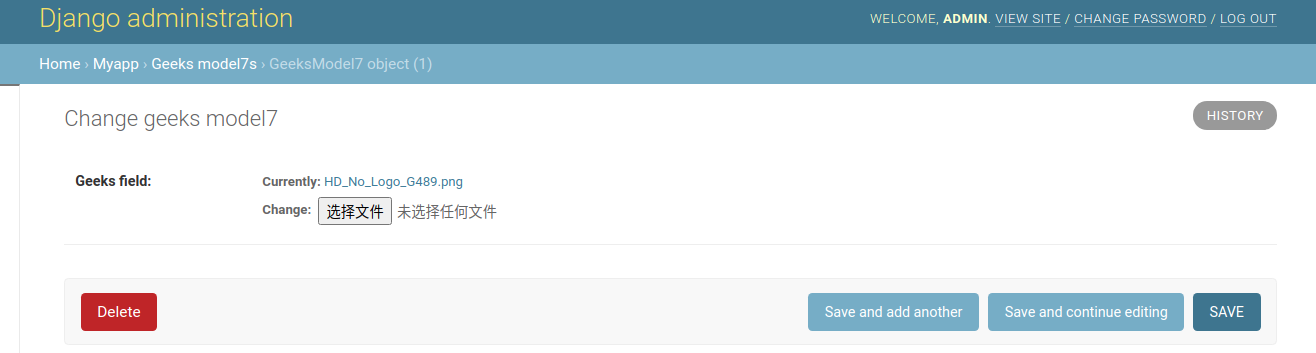 Django administration
WELCOME, ADMIN. VIEW SITE / CHANGE PASSWORD / LOG OUT
Home › Myapp › Geeks model7s › GeeksModel7 object (1)
Change geeks model7
HISTORY
Geeks field:
Currently: HD_No_Logo_G489.png
Change: 选择文件 未选择任何文件
Delete
Save and add another
Save and continue editing
SAVE